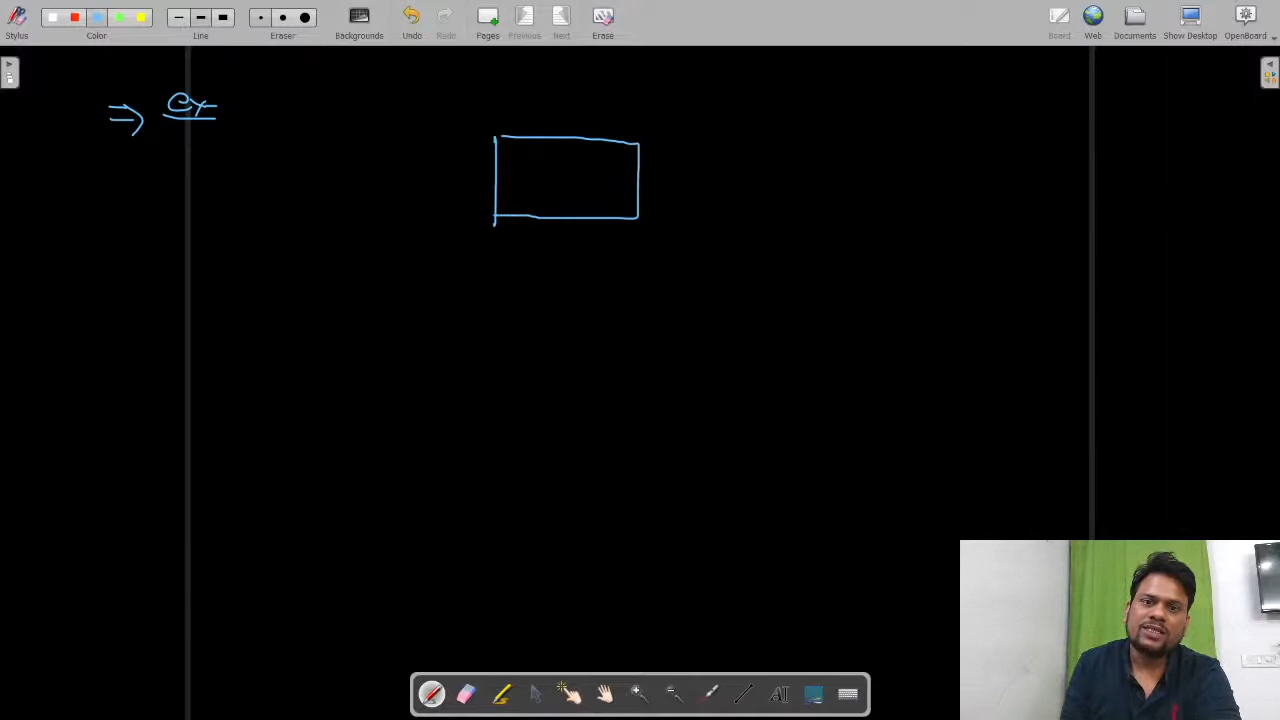 Stylus Color Line Eraser Backgrounds Undo Redo Pages Previous Next Erase Board Web Documents Show Desktop OpenBoard
⇒ ex